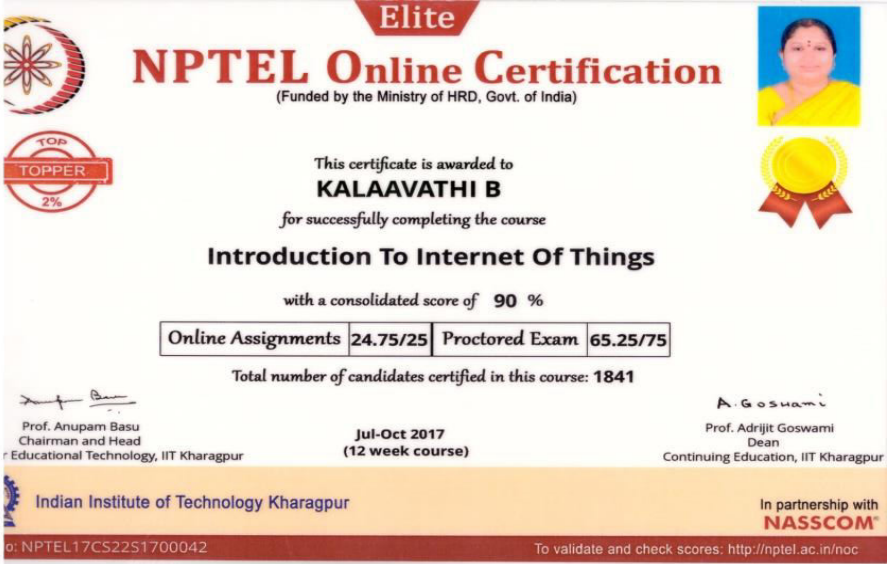 Elite
NPTEL Online Certification
(Funded by the Ministry of HRD, Govt. of India)
TOP
TOPPER
2%
This certificate is awarded to
KALAAVATHI B
for successfully completing the course
Introduction To Internet Of Things
with a consolidated score of 90 %
Online Assignments 24.75/25 Proctored Exam 65.25/75
Total number of candidates certified in this course: 1841
A. Goswami
Prof. Anupam Basu
Chairman and Head
r Educational Technology, IIT Kharagpur
Jul-Oct 2017
(12 week course)
Prof. Adrijit Goswami
Dean
Continuing Education, IIT Kharagpur
Indian Institute of Technology Kharagpur
In partnership with
NASSCOM®
o: NPTEL17CS22S1700042
To validate and check scores: http://nptel.ac.in/noc